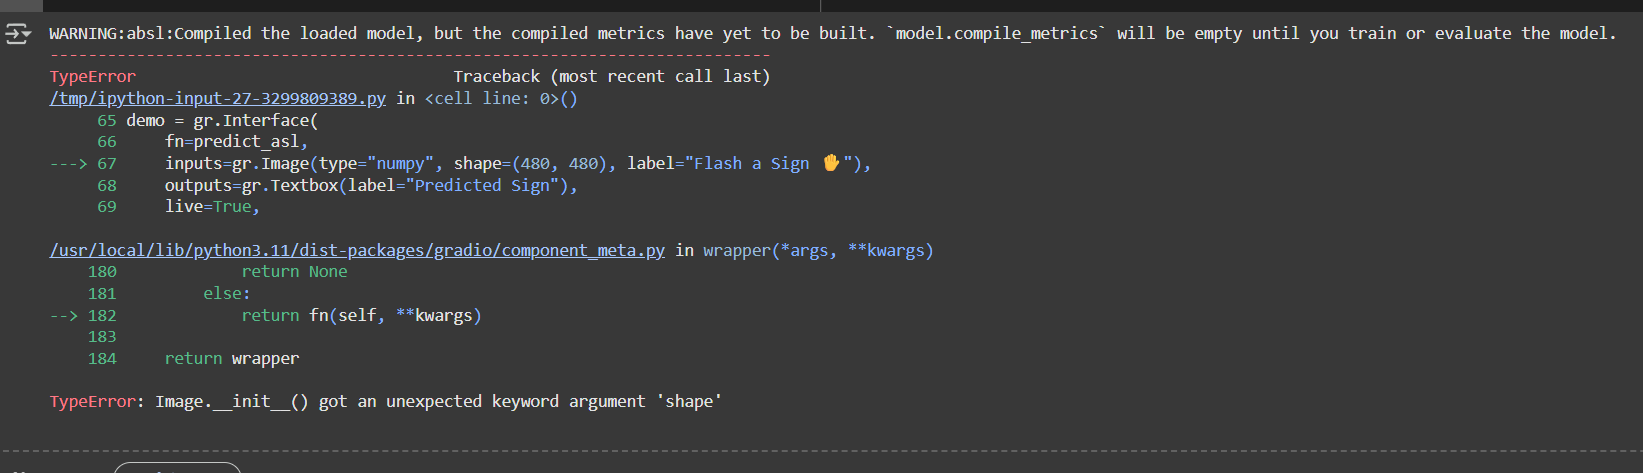 WARNING:absl:Compiled the loaded model, but the compiled metrics have yet to be built. `model.compile_metrics` will be empty until you train or evaluate the model.
---------------------------------------------------------------------------
TypeError                                 Traceback (most recent call last)
/tmp/ipython-input-27-3299809389.py in <cell line: 0>()
     65 demo = gr.Interface(
     66     fn=predict_asl,
---> 67     inputs=gr.Image(type="numpy", shape=(480, 480), label="Flash a Sign 🤚"),
     68     outputs=gr.Textbox(label="Predicted Sign"),
     69     live=True,
/usr/local/lib/python3.11/dist-packages/gradio/component_meta.py in wrapper(*args, **kwargs)
    180             return None
    181         else:
--> 182             return fn(self, **kwargs)
    183
    184     return wrapper
TypeError: Image.__init__() got an unexpected keyword argument 'shape'